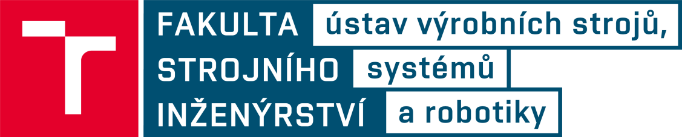 FAKULTA ústav výrobních strojů,
STROJNÍHO systémů
INŽENÝRSTVÍ a robotiky